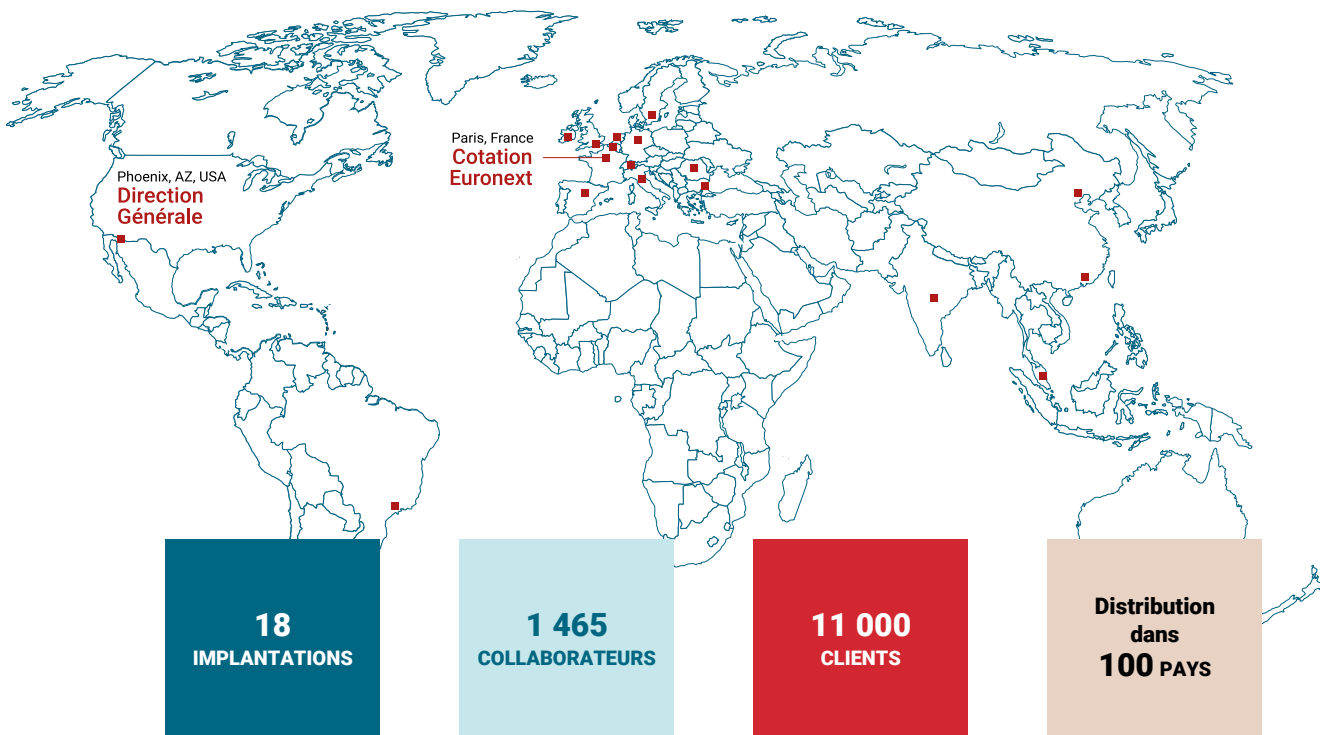 Paris, France
Cotation
Euronext
Phoenix, AZ, USA
Direction
Générale
18
IMPLANTATIONS
1 465
COLLABORATEURS
11 000
CLIENTS
Distribution
dans
100 PAYS